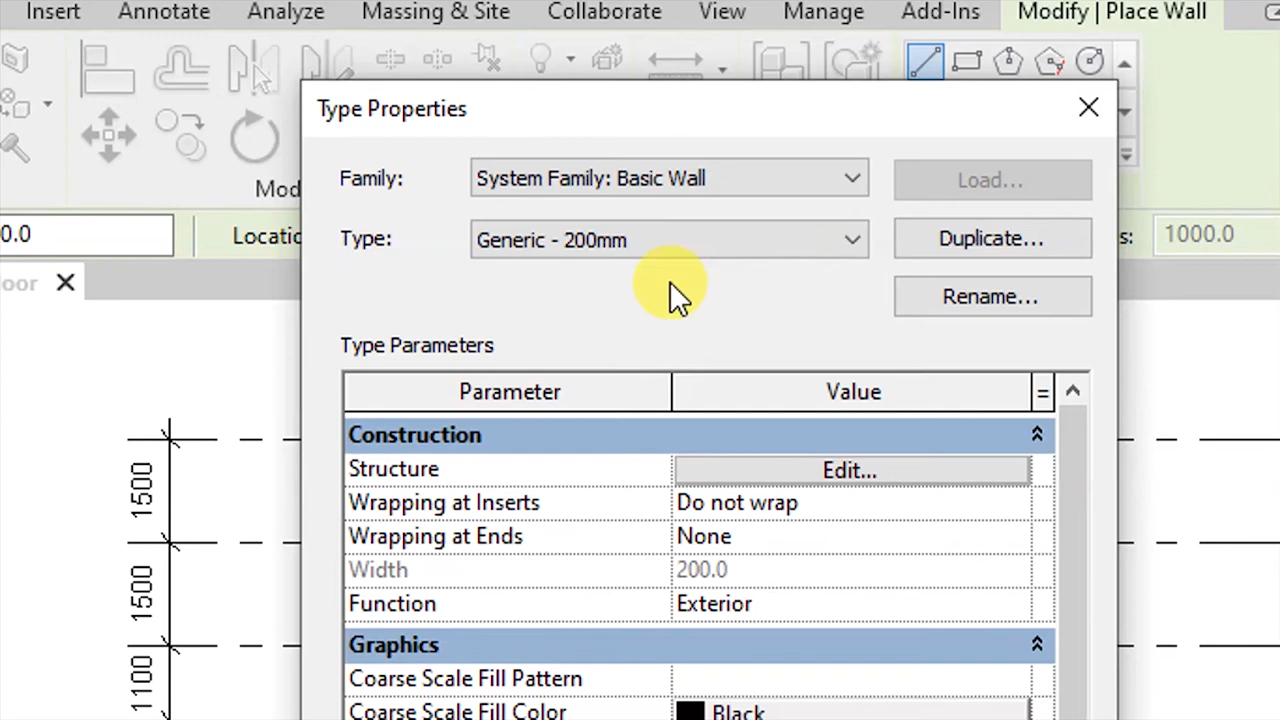 Insert Annotate Analyze Massing & Site Collaborate View Manage Add-Ins Modify | Place Wall
Type Properties
Family: System Family: Basic Wall Load...
Type: Generic - 200mm Duplicate...
Rename...
0.0
1000.0
Type Parameters
Parameter Value =
Construction
Structure Edit...
Wrapping at Inserts Do not wrap
Wrapping at Ends None
Width 200.0
Function Exterior
Graphics
Coarse Scale Fill Pattern
Coarse Scale Fill Color Black
1500
1500
1100